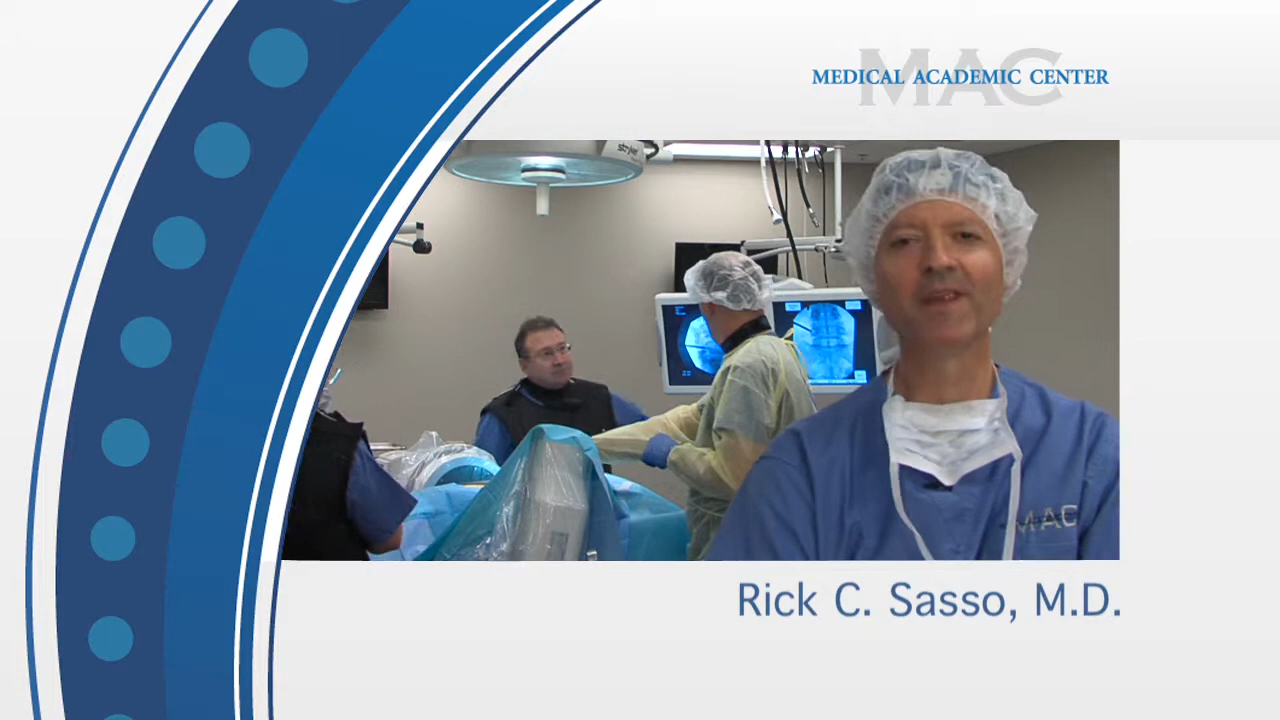 MAC
MEDICAL ACADEMIC CENTER
stryker
MAC
Rick C. Sasso, M.D.